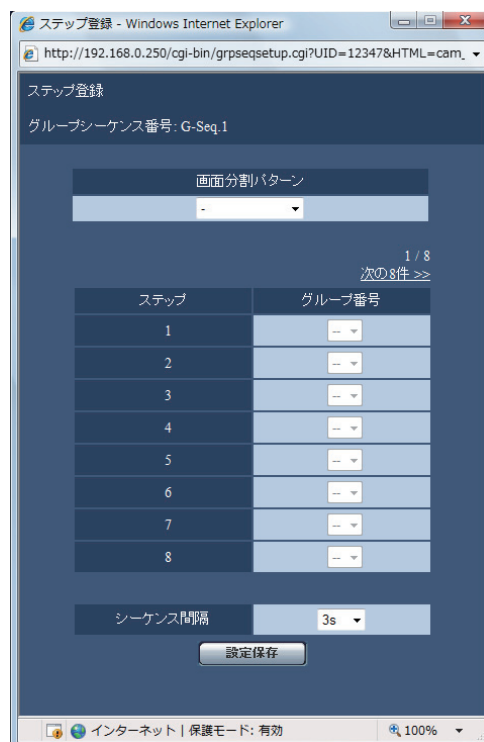 ステップ登録 - Windows Internet Explorer
http://192.168.0.250/cgi-bin/grpseqsetup.cgi?UID=12347&HTML=cam_
ステップ登録
グループシーケンス番号: G-Seq.1
画面分割パターン
-
1 / 8
次の8件 >>
ステップ グループ番号
1 --
2 --
3 --
4 --
5 --
6 --
7 --
8 --
シーケンス間隔 3s
設定保存
インターネット | 保護モード: 有効 100%